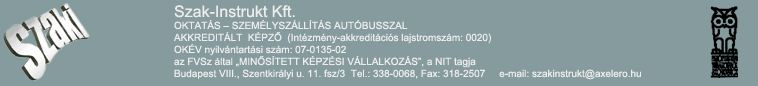 Szaki
Szak-Instrukt Kft.
OKTATÁS – SZEMÉLYSZÁLLÍTÁS AUTÓBUSSZAL
AKKREDITÁLT KÉPZŐ (Intézmény-akkreditációs lajstromszám: 0020)
OKÉV nyilvántartási szám: 07-0135-02
az FVSz által „MINŐSÍTETT KÉPZÉSI VÁLLALKOZÁS”, a NIT tagja
Budapest VIII., Szentkirályi u. 11. fsz/3 Tel.: 338-0068, Fax: 318-2507 e-mail: szakinstrukt@axelero.hu